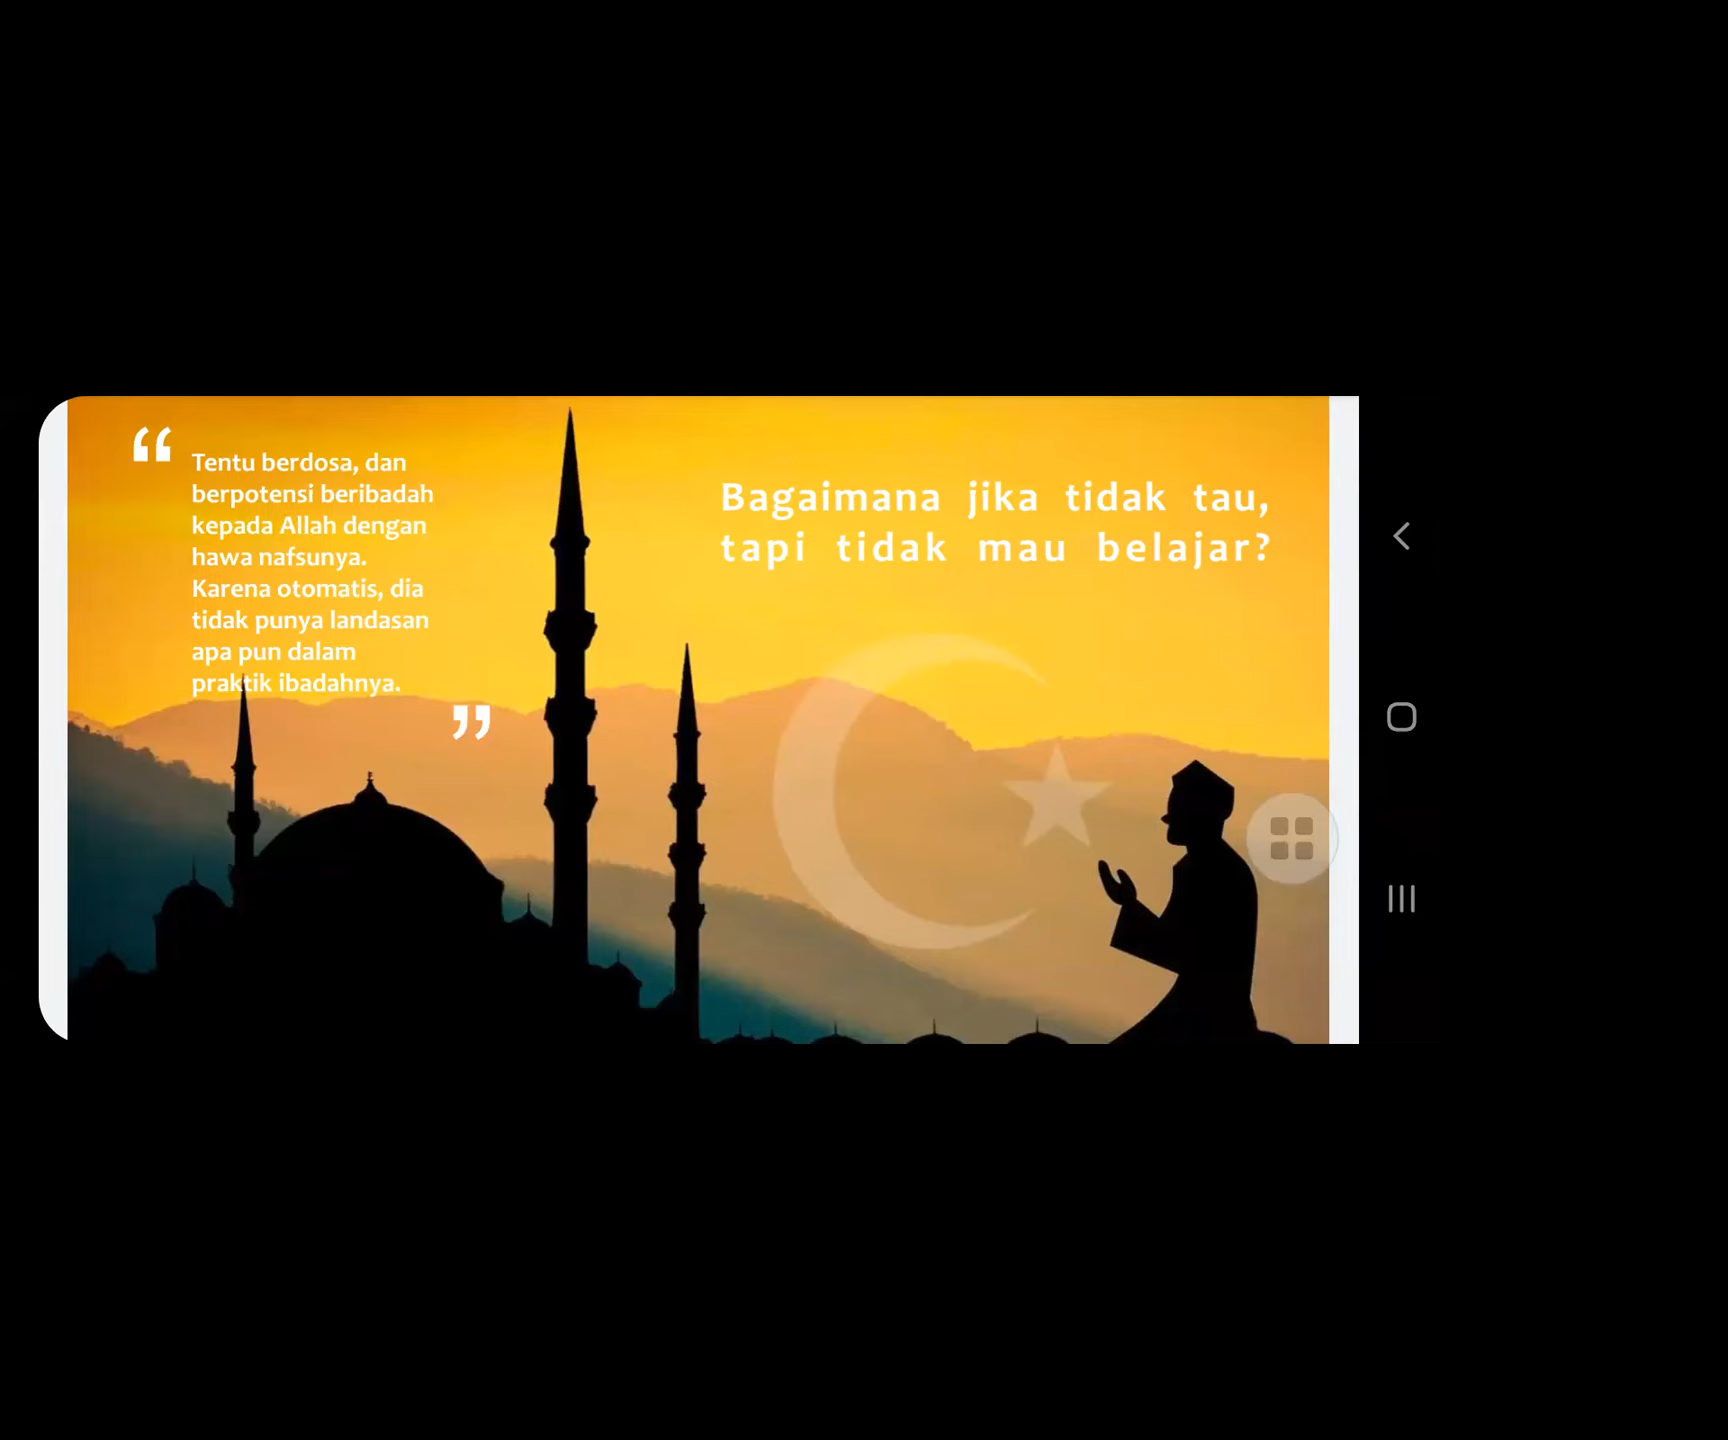 “
Tentu berdosa, dan
berpotensi beribadah
kepada Allah dengan
hawa nafsunya.
Karena otomatis, dia
tidak punya landasan
apa pun dalam
praktik ibadahnya.
”
Bagaimana jika tidak tau,
tapi tidak mau belajar?